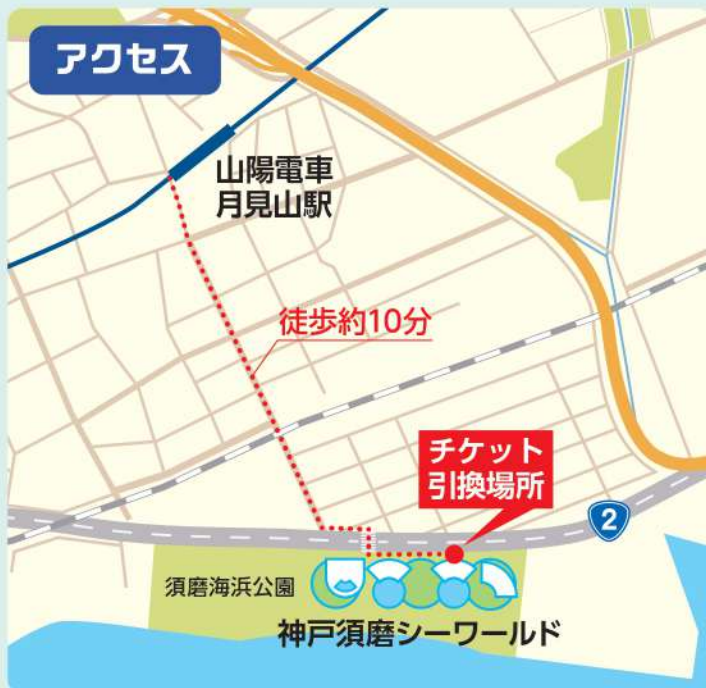 アクセス
山陽電車
月見山駅
徒歩約10分
チケット
引換場所
2
須磨海浜公園
神戸須磨シーワールド